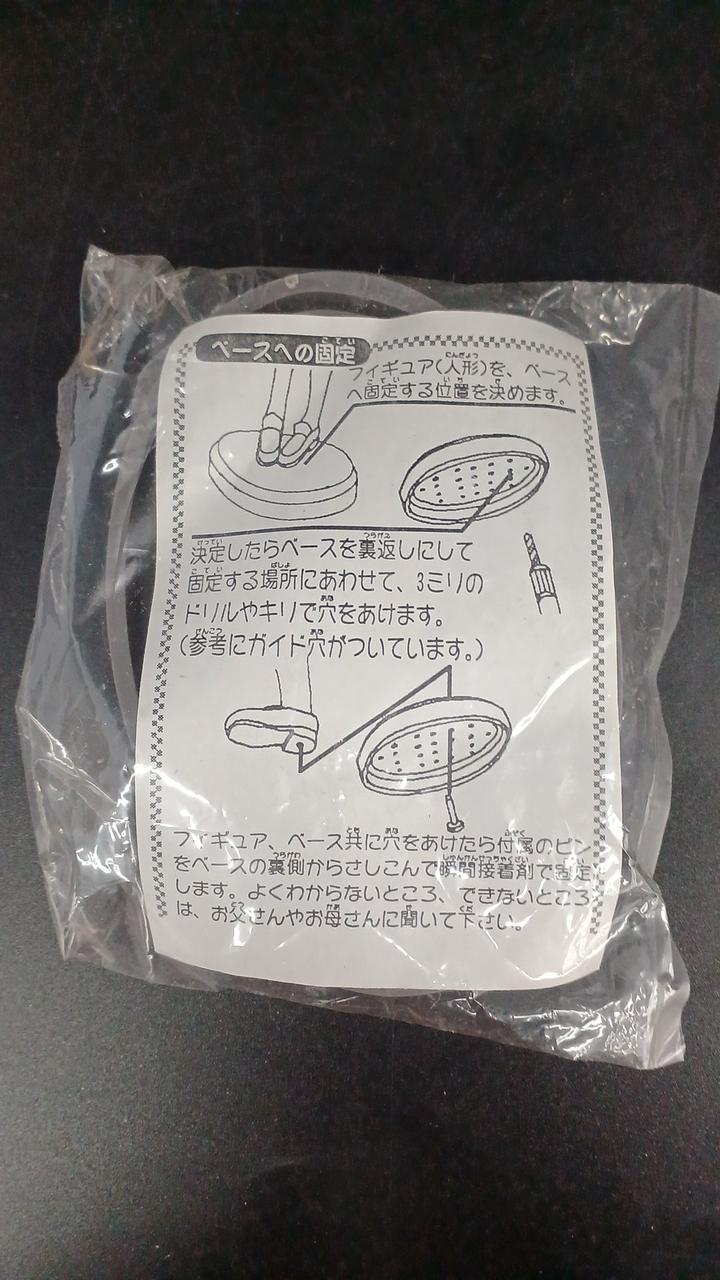 ベースへの固定
フィギュア(人形)を、ベース
へ固定する位置を決めます。
決定したらベースを裏返しにして
固定する場所にあわせて、3ミリの
ドリルやキリで穴をあけます。
(参考にガイド穴がついています。)
フィギュア、ベース共に穴をあけたら付属のピン
をベースの裏側からさしこんで瞬間接着剤で固定
します。よくわからないところ、できないところ
は、お父さんやお母さんに聞いて下さい。